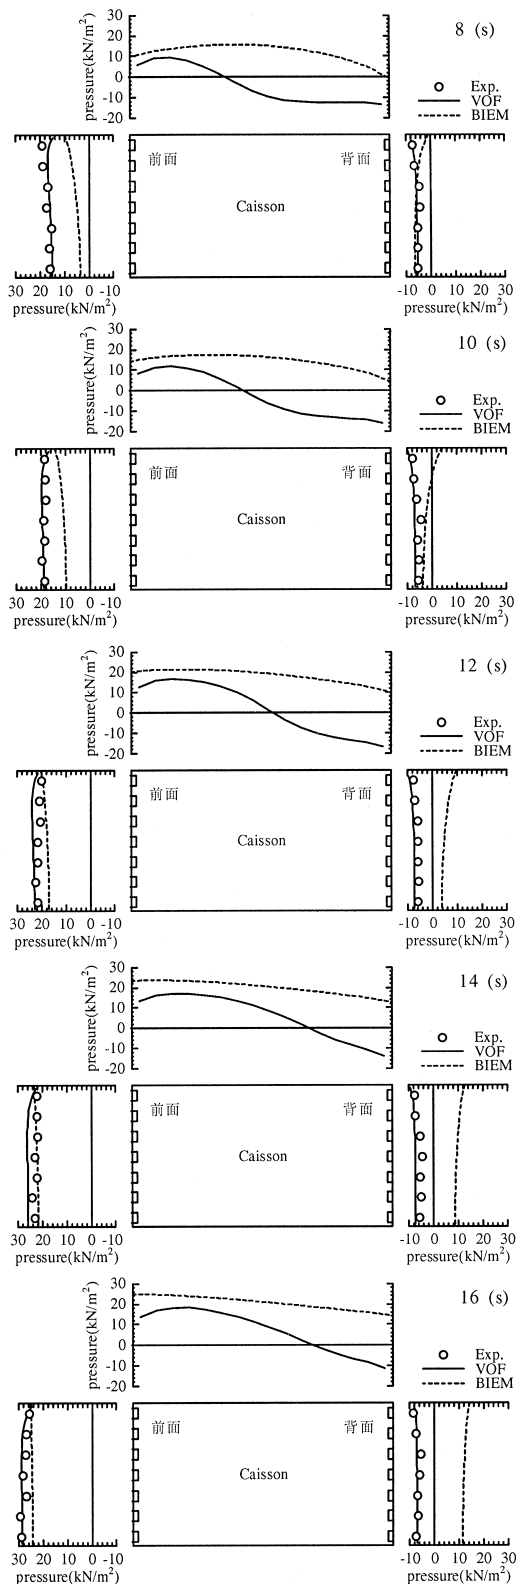 30
20
10
0
-10
-20
pressure(kN/m²)
8 (s)
Exp.
VOF
BIEM
前面
背面
Caisson
30 20 10 0 -10
pressure(kN/m²)
-10 0 10 20 30
pressure(kN/m²)
30
20
10
0
-10
-20
pressure(kN/m²)
10 (s)
Exp.
VOF
BIEM
前面
背面
Caisson
30 20 10 0 -10
pressure(kN/m²)
-10 0 10 20 30
pressure(kN/m²)
30
20
10
0
-10
-20
pressure(kN/m²)
12 (s)
Exp.
VOF
BIEM
前面
背面
Caisson
30 20 10 0 -10
pressure(kN/m²)
-10 0 10 20 30
pressure(kN/m²)
30
20
10
0
-10
-20
pressure(kN/m²)
14 (s)
Exp.
VOF
BIEM
前面
背面
Caisson
30 20 10 0 -10
pressure(kN/m²)
-10 0 10 20 30
pressure(kN/m²)
30
20
10
0
-10
-20
pressure(kN/m²)
16 (s)
Exp.
VOF
BIEM
前面
背面
Caisson
30 20 10 0 -10
pressure(kN/m²)
-10 0 10 20 30
pressure(kN/m²)